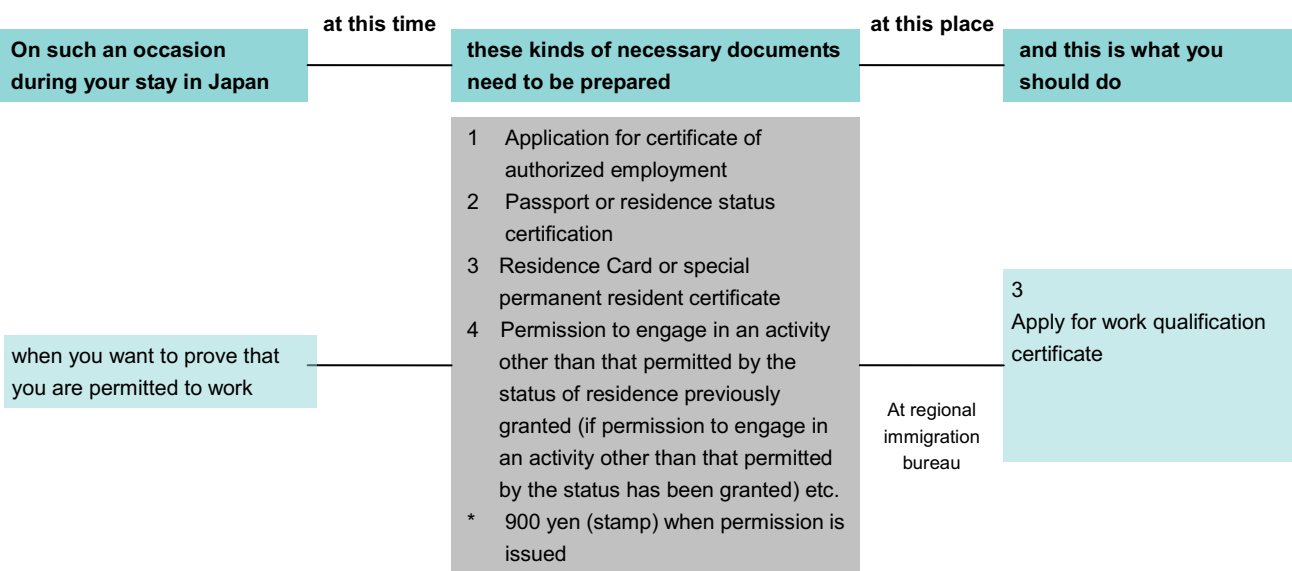 at this time
at this place
On such an occasion
during your stay in Japan
these kinds of necessary documents
need to be prepared
and this is what you
should do
when you want to prove that
you are permitted to work
1 Application for certificate of
authorized employment
2 Passport or residence status
certification
3 Residence Card or special
permanent resident certificate
4 Permission to engage in an activity
other than that permitted by the
status of residence previously
granted (if permission to engage in
an activity other than that permitted
by the status has been granted) etc.
* 900 yen (stamp) when permission is
issued
At regional
immigration
bureau
3
Apply for work qualification
certificate